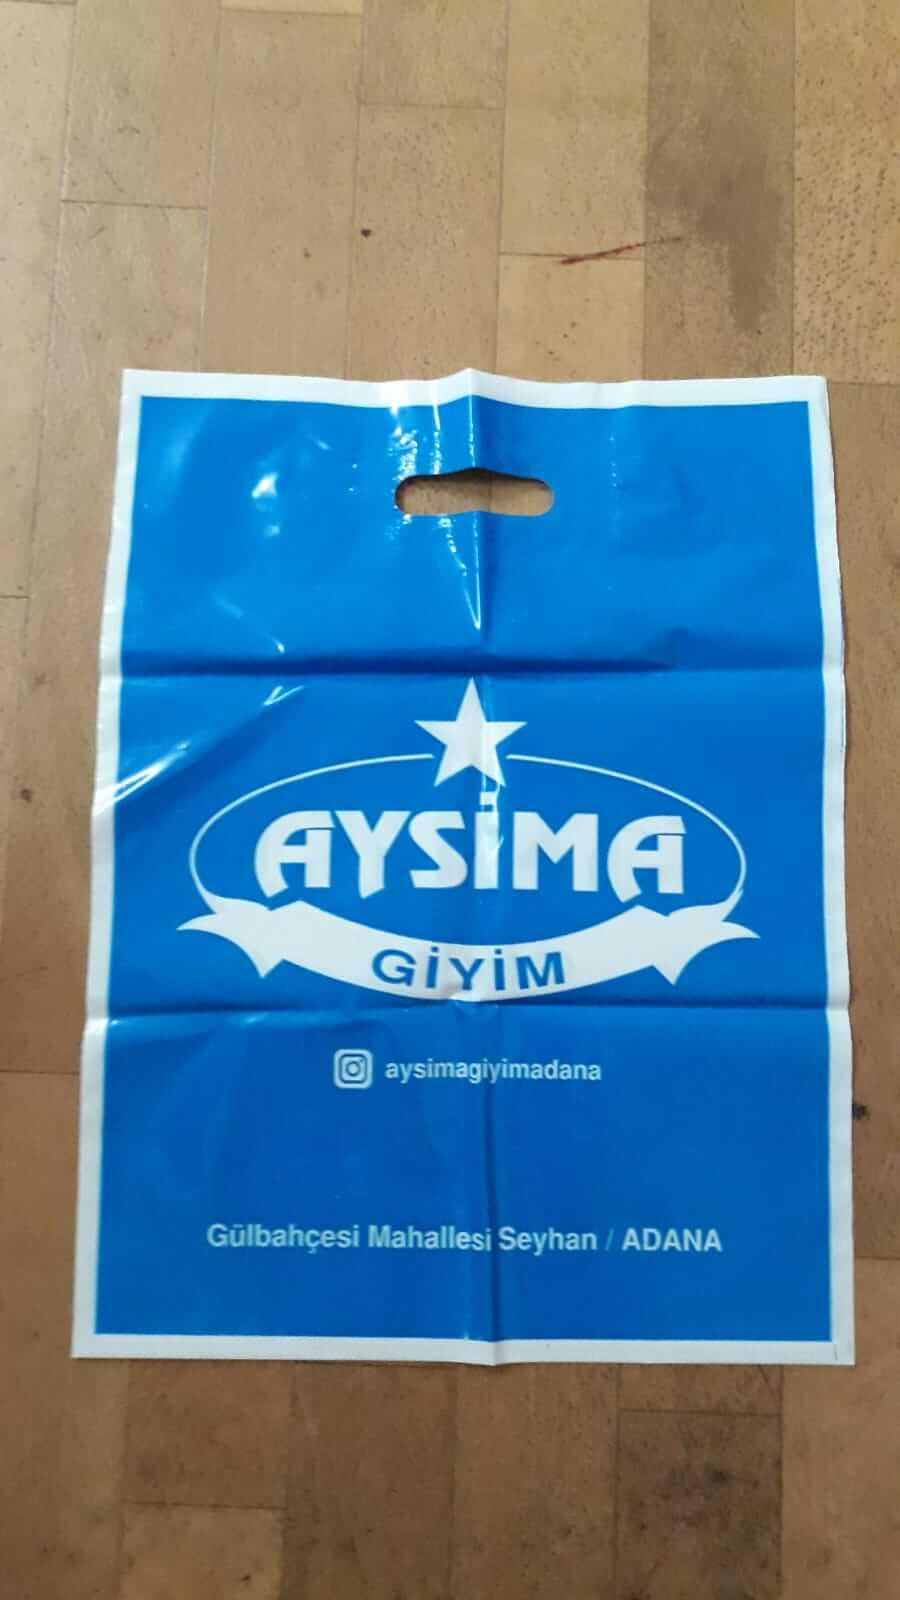 AYSİMA
GİYİM
aysimagiyimadana
Gülbahçesi Mahallesi Seyhan / ADANA